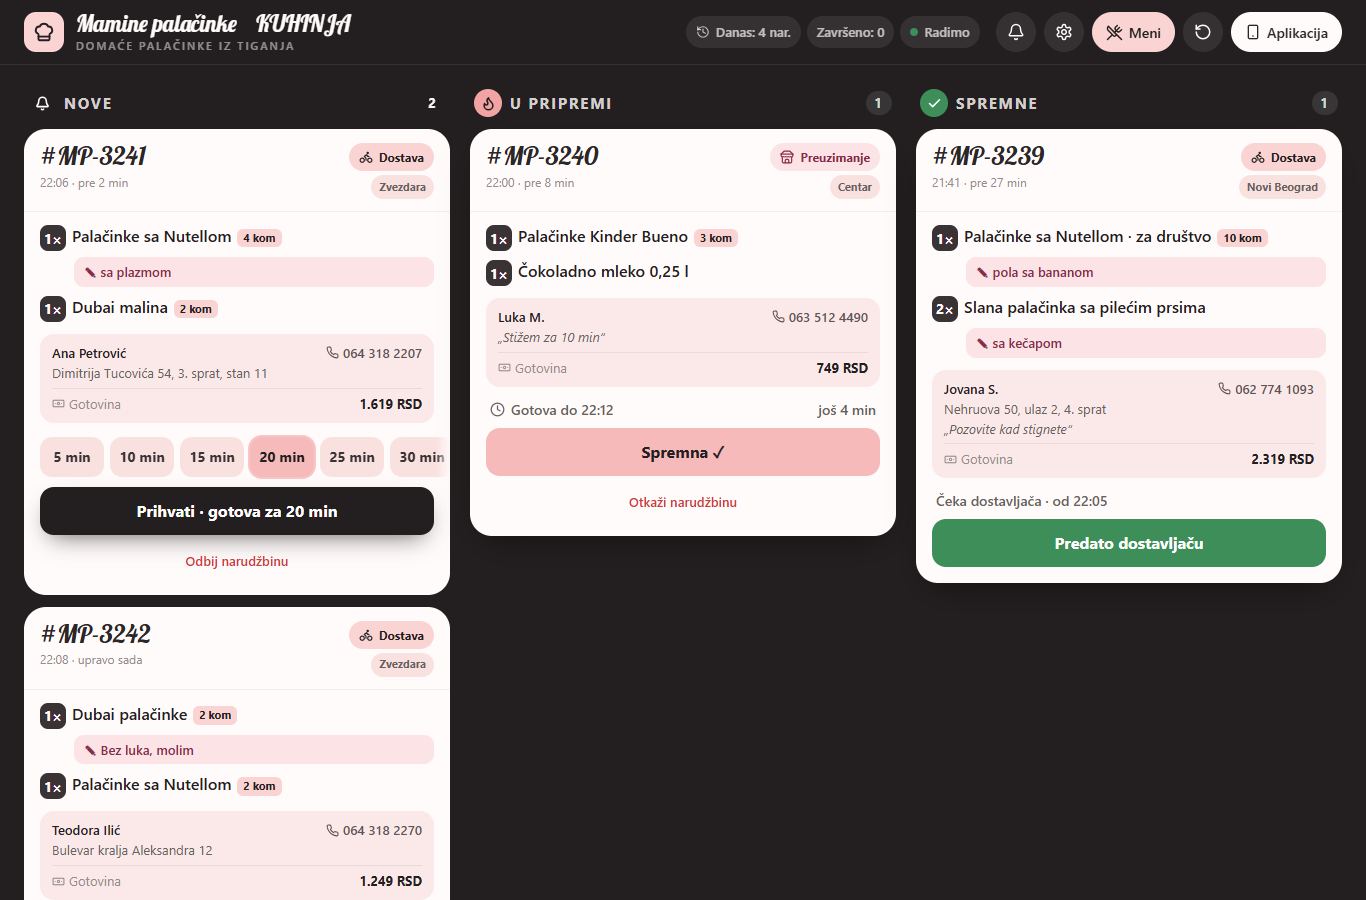 Mamine palačinke KUHINJA
DOMAĆE PALAČINKE IZ TIGANJA
Danas: 4 nar.
Završeno: 0
Radimo
Meni
Aplikacija
NOVE
2
#MP-3241
Dostava
22:06 · pre 2 min
Zvezdara
1× Palačinke sa Nutellom 4 kom
sa plazmom
1× Dubai malina 2 kom
Ana Petrović
064 318 2207
Dimitrija Tucovića 54, 3. sprat, stan 11
Gotovina
1.619 RSD
5 min
10 min
15 min
20 min
25 min
30 min
Prihvati · gotova za 20 min
Odbij narudžbinu
#MP-3242
Dostava
22:08 · upravo sada
Zvezdara
1× Dubai palačinke 2 kom
Bez luka, molim
1× Palačinke sa Nutellom 2 kom
Teodora Ilić
064 318 2270
Bulevar kralja Aleksandra 12
Gotovina
1.249 RSD
U PRIPREMI
1
#MP-3240
Preuzimanje
22:00 · pre 8 min
Centar
1× Palačinke Kinder Bueno 3 kom
1× Čokoladno mleko 0,25 l
Luka M.
063 512 4490
„Stižem za 10 min“
Gotovina
749 RSD
Gotova do 22:12
još 4 min
Spremna ✓
Otkaži narudžbinu
SPREMNE
1
#MP-3239
Dostava
21:41 · pre 27 min
Novi Beograd
1× Palačinke sa Nutellom · za društvo 10 kom
pola sa bananom
2× Slana palačinka sa pilećim prsima
sa kečapom
Jovana S.
062 774 1093
Nehruova 50, ulaz 2, 4. sprat
„Pozovite kad stignete“
Gotovina
2.319 RSD
Čeka dostavljača · od 22:05
Predato dostavljaču